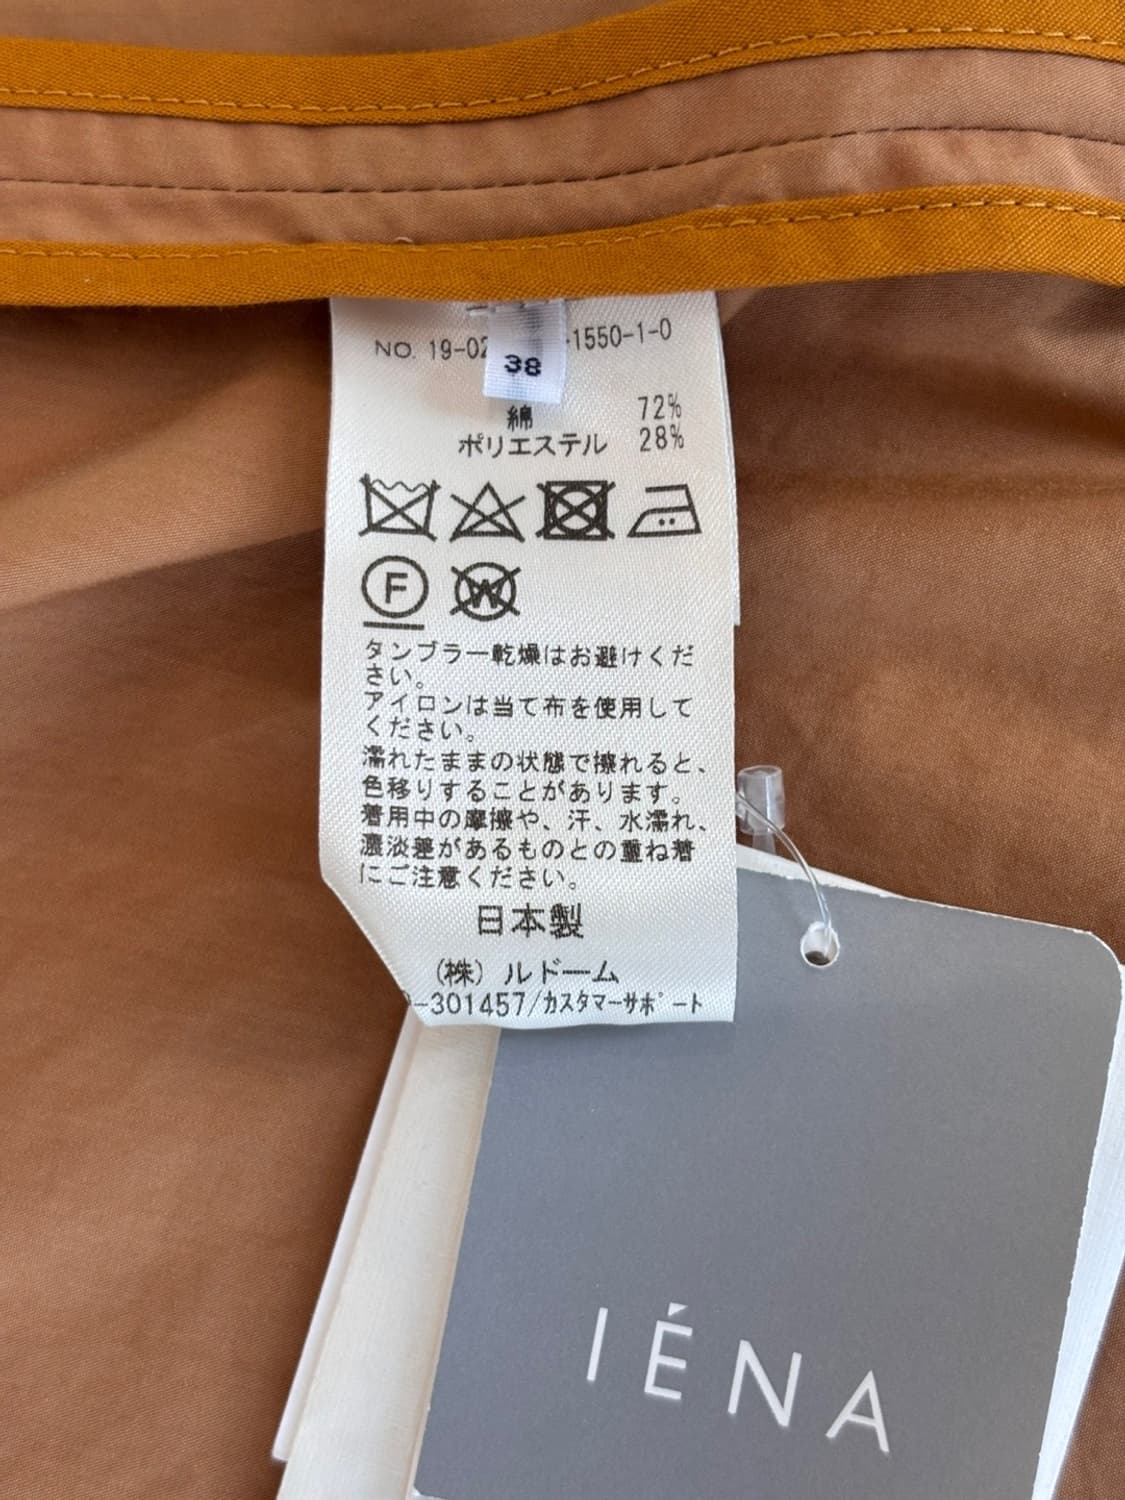 NO. 19-02
-1550-1-0
38
綿 72%
ポリエステル 28%
F
W
タンブラー乾燥はお避けくだ
さい。
アイロンは当て布を使用して
ください。
濡れたままの状態で擦れると、
色移りすることがあります。
着用中の摩擦や、汗、水濡れ、
濃淡差があるものとの重ね着
にご注意ください。
日本製
(株) ルドーム
-301457/カスタマーサポート
IÉNA